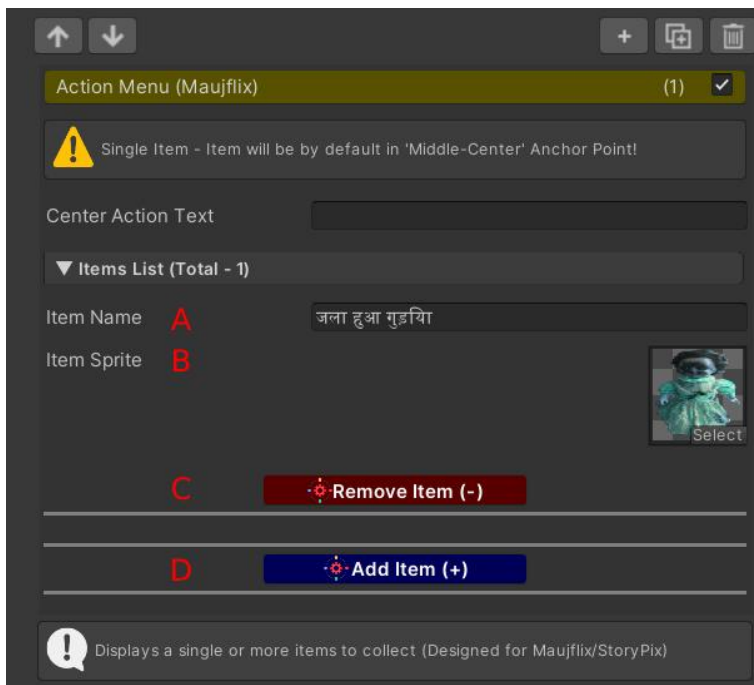 Action Menu (Maujflix) (1)
Single Item - Item will be by default in 'Middle-Center' Anchor Point!
Center Action Text
▼ Items List (Total - 1)
Item Name A जला हुआ गुड़यिा
Item Sprite B
Select
C Remove Item (-)
D Add Item (+)
Displays a single or more items to collect (Designed for Maujflix/StoryPix)